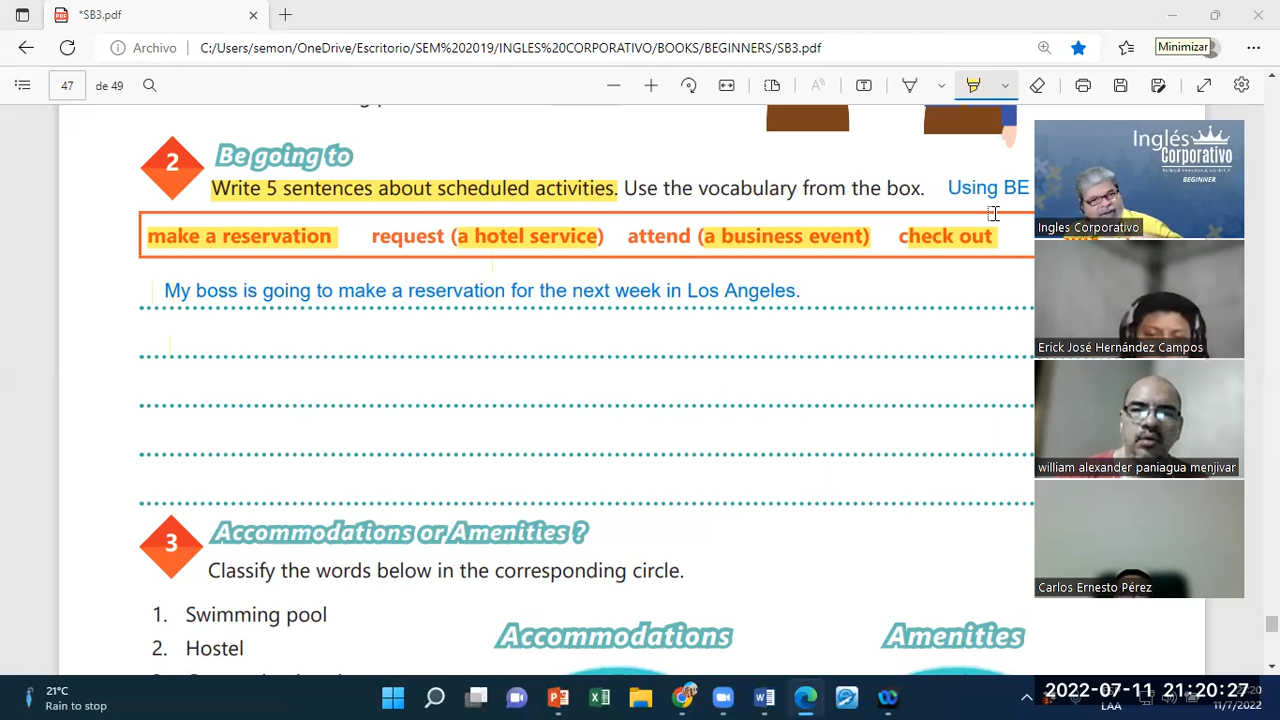 *SB3.pdf
Archivo
C:/Users/semon/OneDrive/Escritorio/SEM%202019/INGLES%20CORPORATIVO/BOOKS/BEGINNERS/SB3.pdf
Minimizar
47 de 49
2
Be going to
Write 5 sentences about scheduled activities. Use the vocabulary from the box. Using BE
make a reservation request (a hotel service) attend (a business event) check out
My boss is going to make a reservation for the next week in Los Angeles.
3
Accommodations or Amenities ?
Classify the words below in the corresponding circle.
1. Swimming pool
2. Hostel
Accommodations
Amenities
Inglés
Corporativo
BEGINNER
Ingles Corporativo
Erick José Hernández Campos
william alexander paniagua menjivar
Carlos Ernesto Pérez
21°C
Rain to stop
LAA
2022-07-11 21:20:27
11/7/2022